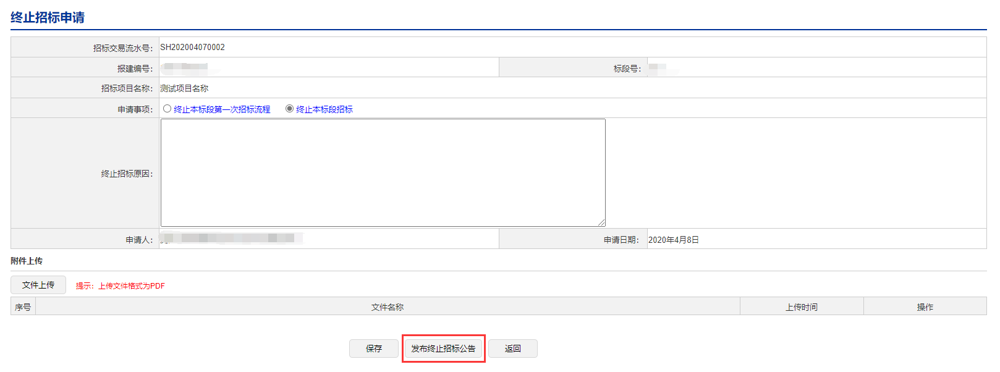 终止招标申请
招标交易流水号： SH202004070002
报建编号： 标段号：
招标项目名称： 测试项目名称
申请事项： 终止本标段第一次招标流程 终止本标段招标
终止招标原因：
申请人： 申请日期： 2020年4月8日
附件上传
文件上传 提示：上传文件格式为PDF
序号 文件名称 上传时间 操作
保存 发布终止招标公告 返回